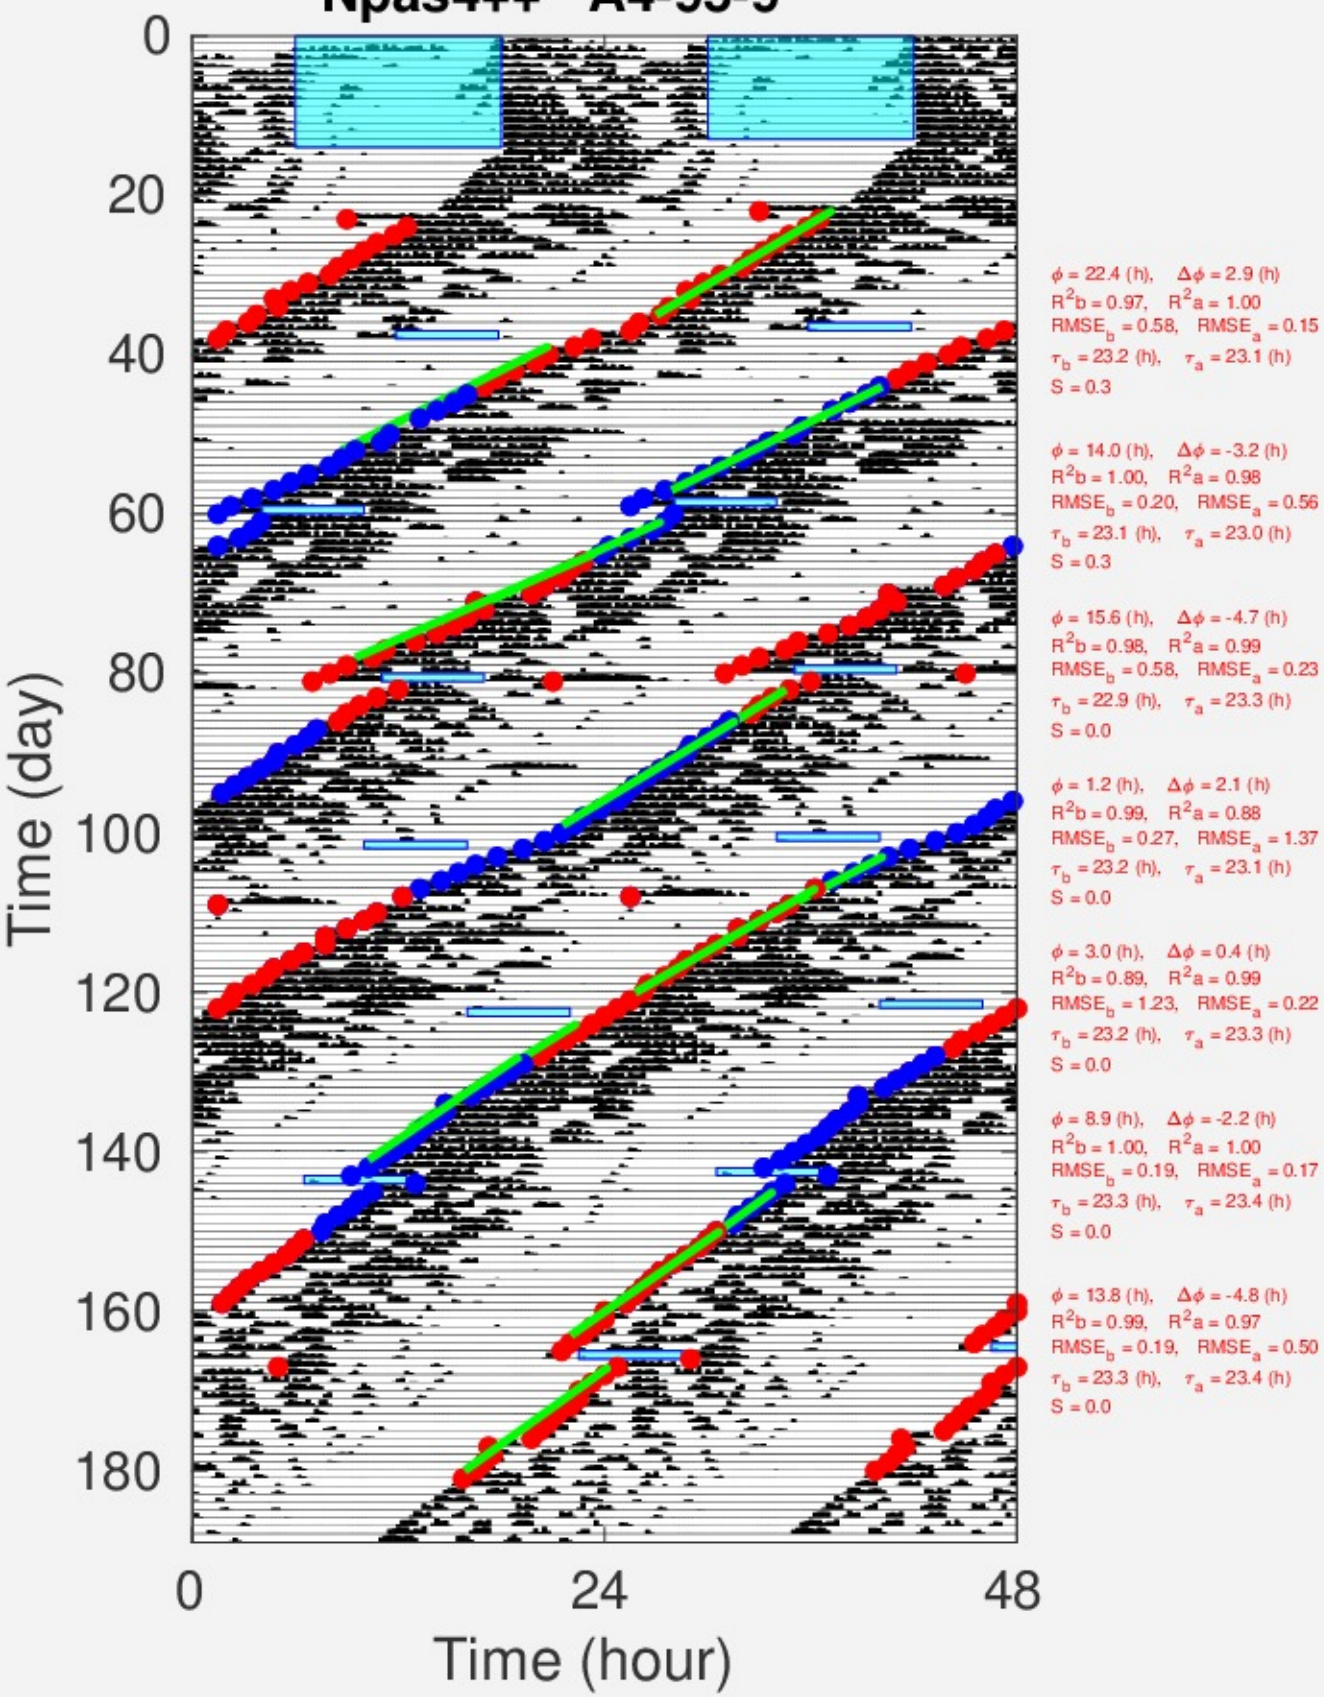 0
20
40
60
80
100
120
140
160
180
Time (day)
0 24 48
Time (hour)
ϕ = 22.4 (h), Δϕ = 2.9 (h)
R²b = 0.97, R²a = 1.00
RMSE_b = 0.58, RMSE_a = 0.15
τ_b = 23.2 (h), τ_a = 23.1 (h)
S = 0.3
ϕ = 14.0 (h), Δϕ = -3.2 (h)
R²b = 1.00, R²a = 0.98
RMSE_b = 0.20, RMSE_a = 0.56
τ_b = 23.1 (h), τ_a = 23.0 (h)
S = 0.3
ϕ = 15.6 (h), Δϕ = -4.7 (h)
R²b = 0.98, R²a = 0.99
RMSE_b = 0.58, RMSE_a = 0.23
τ_b = 22.9 (h), τ_a = 23.3 (h)
S = 0.0
ϕ = 1.2 (h), Δϕ = 2.1 (h)
R²b = 0.99, R²a = 0.88
RMSE_b = 0.27, RMSE_a = 1.37
τ_b = 23.2 (h), τ_a = 23.1 (h)
S = 0.0
ϕ = 3.0 (h), Δϕ = 0.4 (h)
R²b = 0.89, R²a = 0.99
RMSE_b = 1.23, RMSE_a = 0.22
τ_b = 23.2 (h), τ_a = 23.3 (h)
S = 0.0
ϕ = 8.9 (h), Δϕ = -2.2 (h)
R²b = 1.00, R²a = 1.00
RMSE_b = 0.19, RMSE_a = 0.17
τ_b = 23.3 (h), τ_a = 23.4 (h)
S = 0.0
ϕ = 13.8 (h), Δϕ = -4.8 (h)
R²b = 0.99, R²a = 0.97
RMSE_b = 0.19, RMSE_a = 0.50
τ_b = 23.3 (h), τ_a = 23.4 (h)
S = 0.0